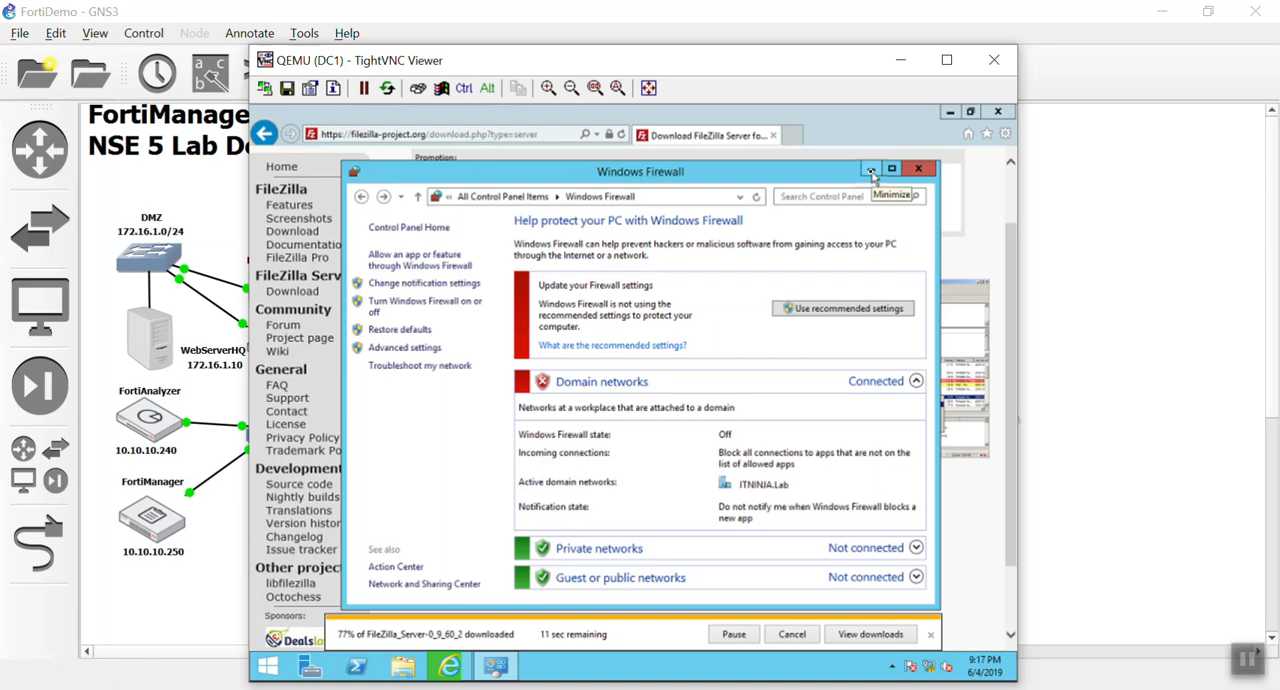 FortiDemo - GNS3
File Edit View Control Node Annotate Tools Help
QEMU (DC1) - TightVNC Viewer
Ctrl Alt
FortiManage
NSE 5 Lab De
DMZ
172.16.1.0/24
WebServerHQ
172.16.1.10
FortiAnalyzer
10.10.10.240
FortiManager
10.10.10.250
https://filezilla-project.org/download.php?type=server
Download FileZilla Server fo...
Promotion:
Home
FileZilla
Features
Screenshots
Download
Documentatio
FileZilla Pro
FileZilla Serv
Download
Community
Forum
Project page
Wiki
General
FAQ
Support
Contact
License
Privacy Policy
Trademark Po
Development
Source code
Nightly builds
Translations
Version histor
Changelog
Issue tracker
Other projec
libfilezilla
Octochess
Sponsors:
Windows Firewall
Minimize
All Control Panel Items Windows Firewall
Search Control Panel
Control Panel Home
Allow an app or feature
through Windows Firewall
Change notification settings
Turn Windows Firewall on or
off
Restore defaults
Advanced settings
Troubleshoot my network
See also
Action Center
Network and Sharing Center
Help protect your PC with Windows Firewall
Windows Firewall can help prevent hackers or malicious software from gaining access to your PC
through the Internet or a network.
Update your Firewall settings
Windows Firewall is not using the
recommended settings to protect your
computer.
What are the recommended settings?
Use recommended settings
Domain networks Connected
Networks at a workplace that are attached to a domain
Windows Firewall state: Off
Incoming connections: Block all connections to apps that are not on the
list of allowed apps
Active domain networks: ITNINJA.Lab
Notification state: Do not notify me when Windows Firewall blocks a
new app
Private networks Not connected
Guest or public networks Not connected
77% of FileZilla_Server-0_9_60_2 downloaded 11 sec remaining Pause Cancel View downloads
9:17 PM
6/4/2019